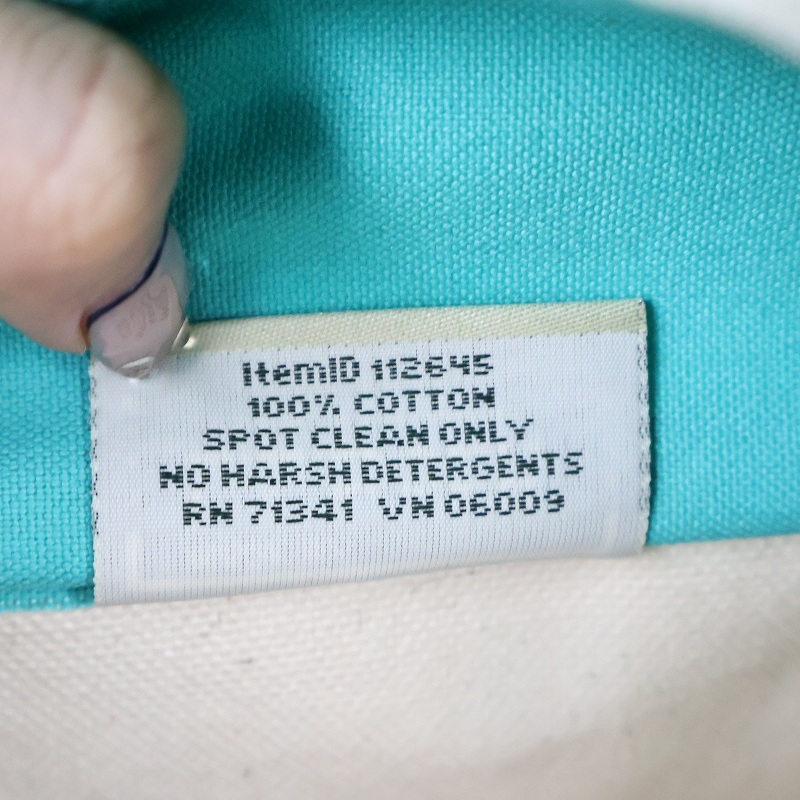 ItemID 112645
100% COTTON
SPOT CLEAN ONLY
NO HARSH DETERGENTS
RN 71341 VN 06009